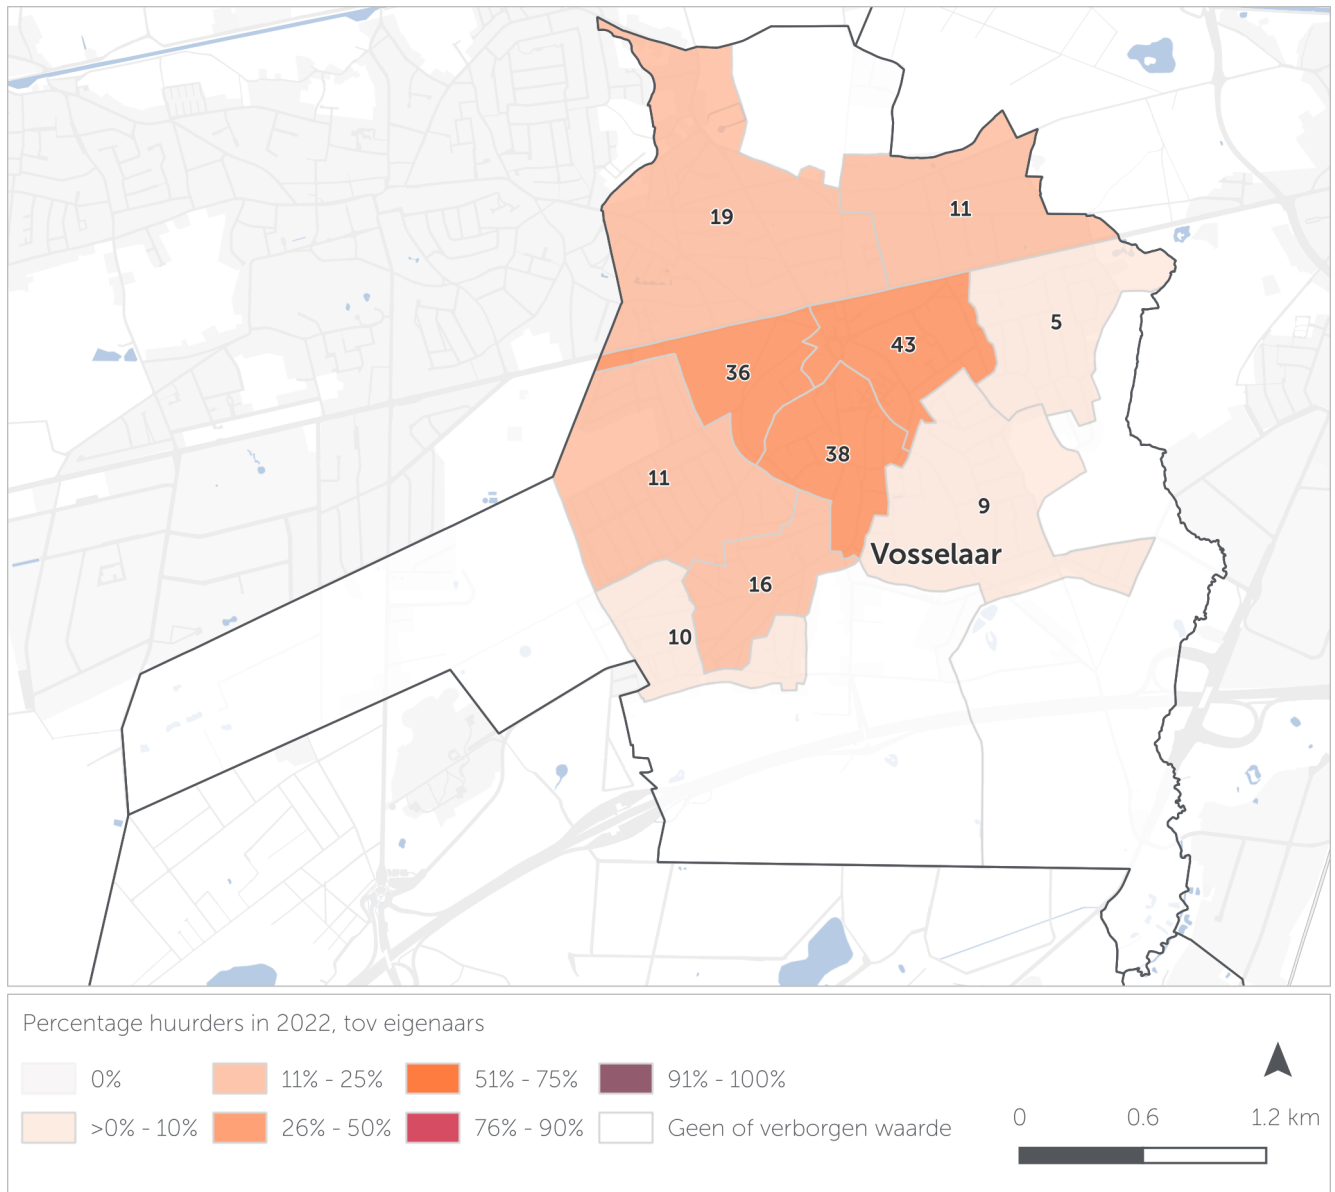 19
11
5
43
36
38
11
9
Vosselaar
16
10
Percentage huurders in 2022, tov eigenaars
0%
11% - 25%
51% - 75%
91% - 100%
>0% - 10%
26% - 50%
76% - 90%
Geen of verborgen waarde
0 0.6 1.2 km